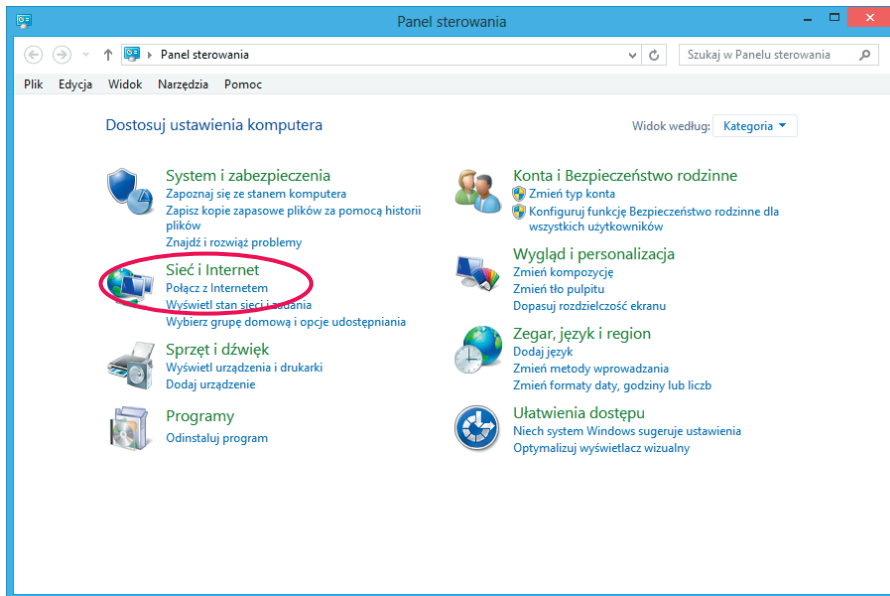 Panel sterowania
Panel sterowania
Szukaj w Panelu sterowania
Plik Edycja Widok Narzędzia Pomoc
Dostosuj ustawienia komputera
Widok według: Kategoria
System i zabezpieczenia
Zapoznaj się ze stanem komputera
Zapisz kopie zapasowe plików za pomocą historii
plików
Znajdź i rozwiąż problemy
Sieć i Internet
Połącz z Internetem
Wyświetl stan sieci i zadania
Wybierz grupę domową i opcje udostępniania
Sprzęt i dźwięk
Wyświetl urządzenia i drukarki
Dodaj urządzenie
Programy
Odinstaluj program
Konta i Bezpieczeństwo rodzinne
Zmień typ konta
Konfiguruj funkcję Bezpieczeństwo rodzinne dla
wszystkich użytkowników
Wygląd i personalizacja
Zmień kompozycję
Zmień tło pulpitu
Dopasuj rozdzielczość ekranu
Zegar, język i region
Dodaj język
Zmień metody wprowadzania
Zmień formaty daty, godziny lub liczb
Ułatwienia dostępu
Niech system Windows sugeruje ustawienia
Optymalizuj wyświetlacz wizualny